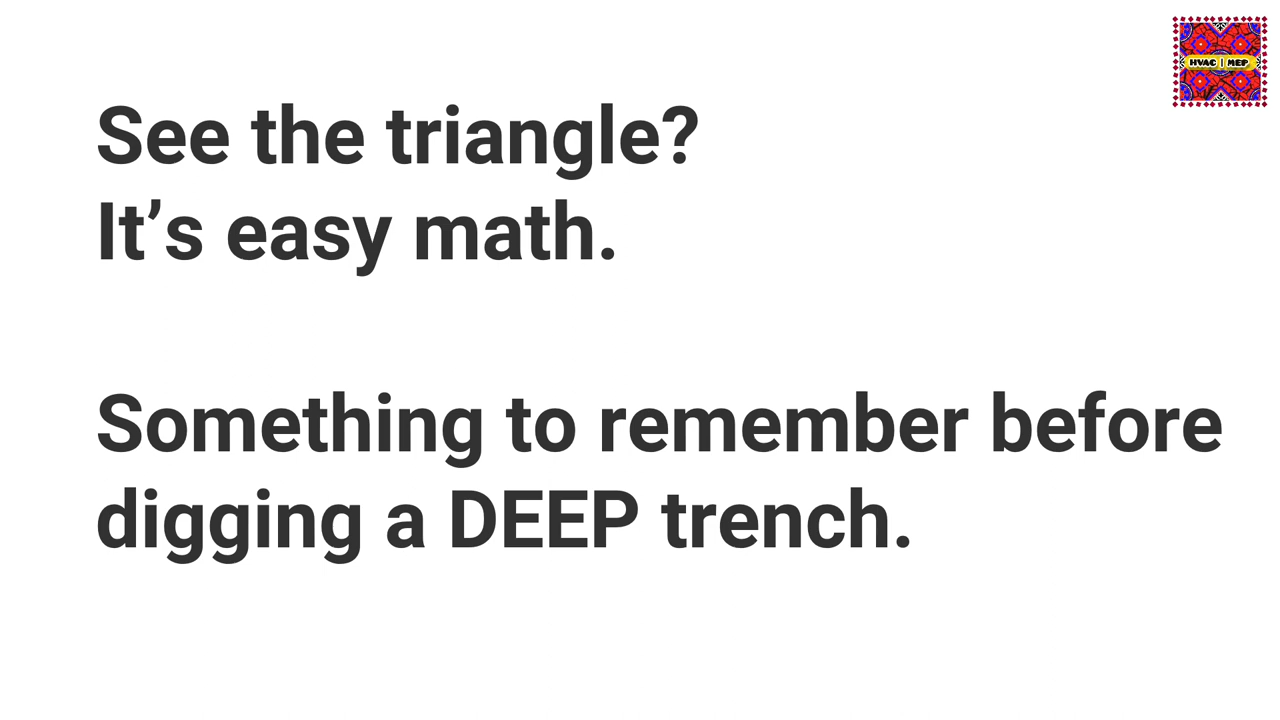 HVAC | MEP
See the triangle?
It’s easy math.
Something to remember before
digging a DEEP trench.